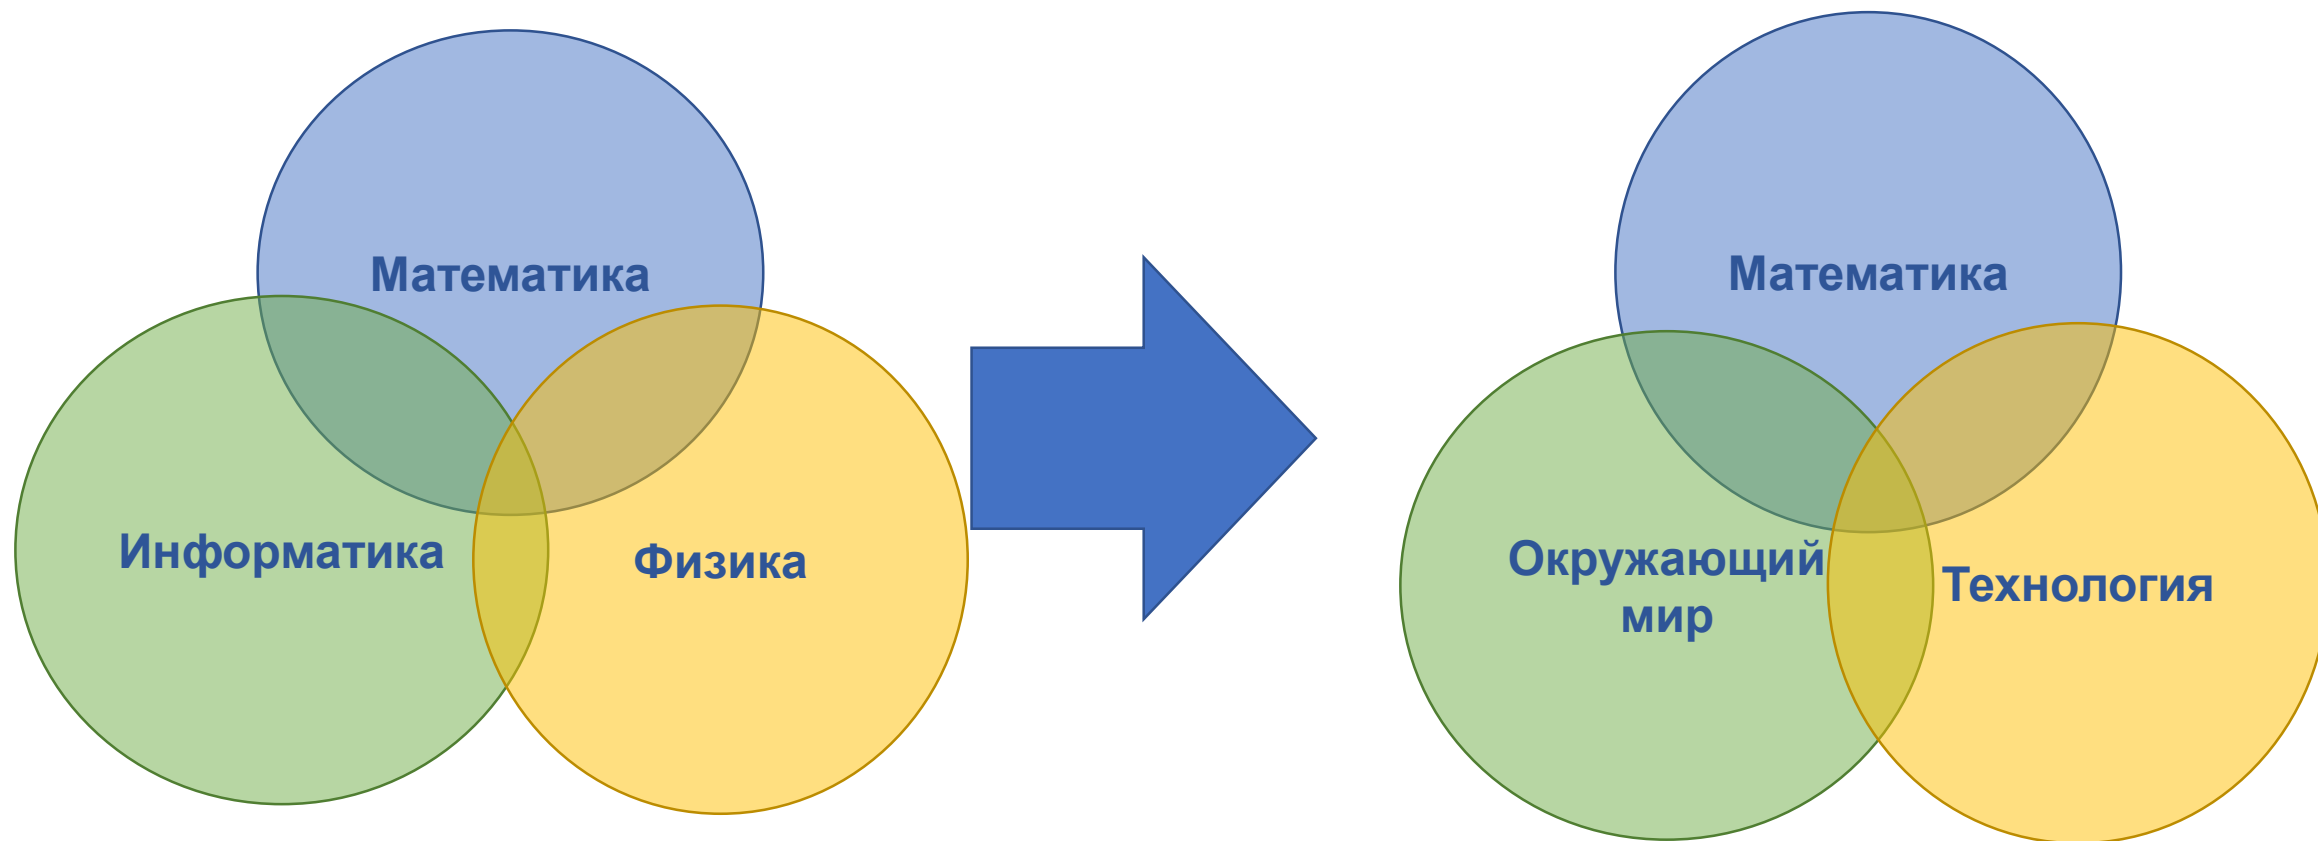 Математика
Информатика
Физика
Математика
Окружающий
мир
Технология